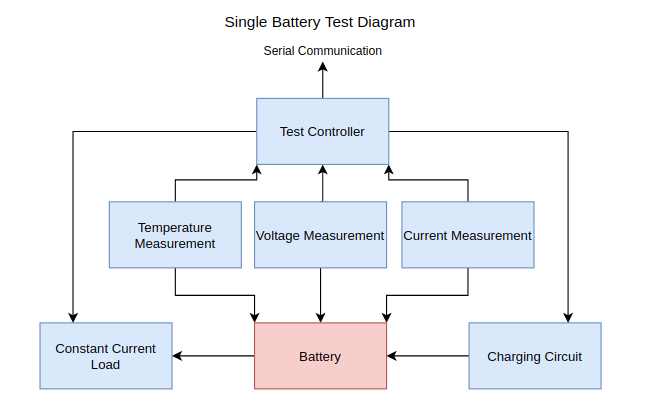 Single Battery Test Diagram
Serial Communication
Test Controller
Temperature
Measurement
Voltage Measurement
Current Measurement
Constant Current
Load
Battery
Charging Circuit